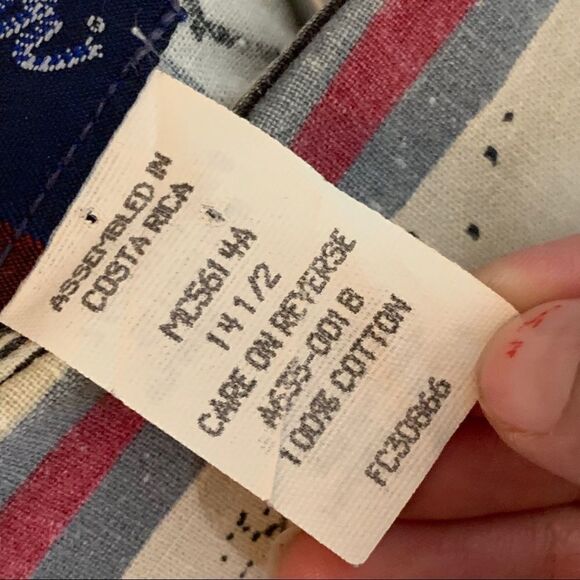 ASSEMBLED IN
COSTA RICA
MC561 4A
14 1/2
CARE ON REVERSE
A635-001 B
100% COTTON
FC30666